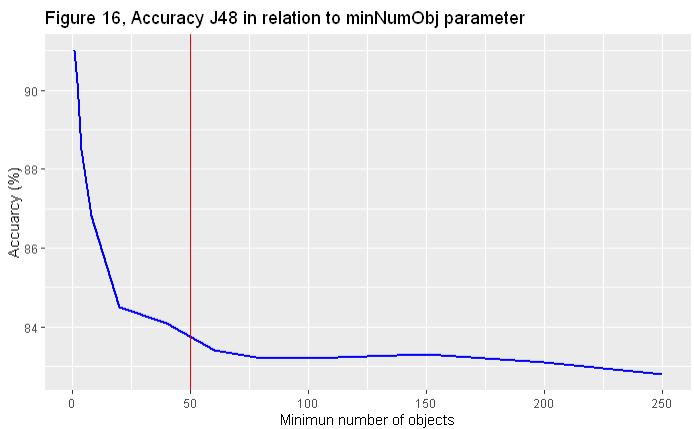 Figure 16, Accuracy J48 in relation to minNumObj parameter
90
88
86
84
Accuarcy (%)
0 50 100 150 200 250
Minimun number of objects